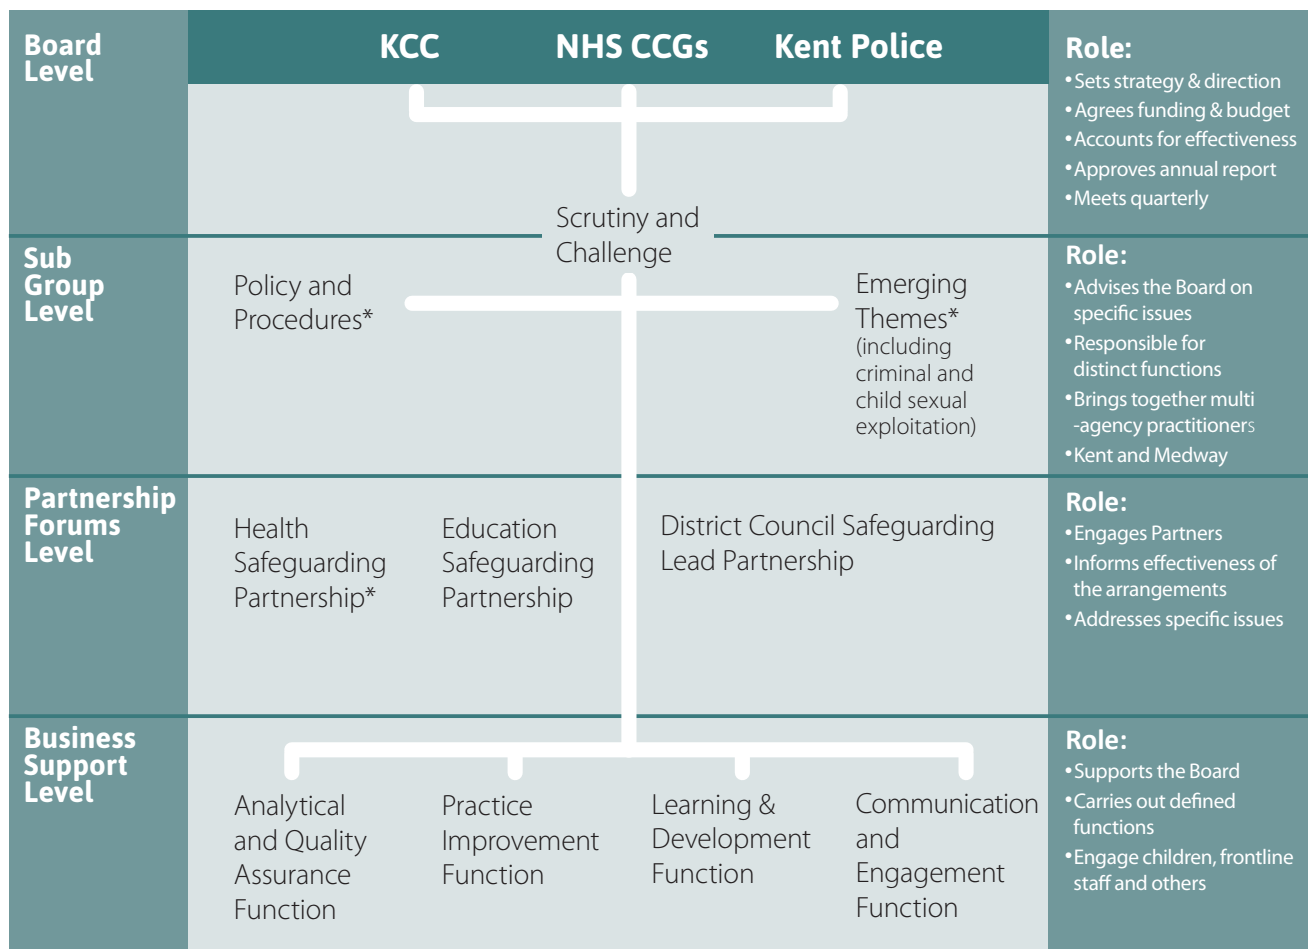 Board
Level
KCC
NHS CCGs
Kent Police
Role:
•Sets strategy & direction
•Agrees funding & budget
•Accounts for effectiveness
•Approves annual report
•Meets quarterly
Scrutiny and
Challenge
Sub
Group
Level
Policy and
Procedures*
Emerging
Themes*
(including
criminal and
child sexual
exploitation)
Role:
•Advises the Board on
specific issues
•Responsible for
distinct functions
•Brings together multi
-agency practitioners
•Kent and Medway
Partnership
Forums
Level
Health
Safeguarding
Partnership*
Education
Safeguarding
Partnership
District Council Safeguarding
Lead Partnership
Role:
•Engages Partners
•Informs effectiveness of
the arrangements
•Addresses specific issues
Business
Support
Level
Analytical
and Quality
Assurance
Function
Practice
Improvement
Function
Learning &
Development
Function
Communication
and
Engagement
Function
Role:
•Supports the Board
•Carries out defined
functions
•Engage children, frontline
staff and others